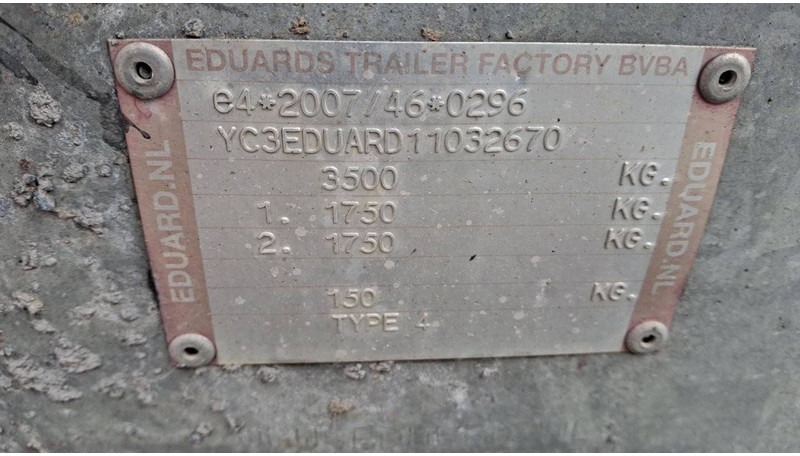 EDUARDS TRAILER FACTORY BVBA
e4*2007/46*0296
YC3EDUARD11032670
3500 KG.
1. 1750 KG.
2. 1750 KG.
150 KG.
TYPE 4
EDUARD.NL
EDUARD.NL